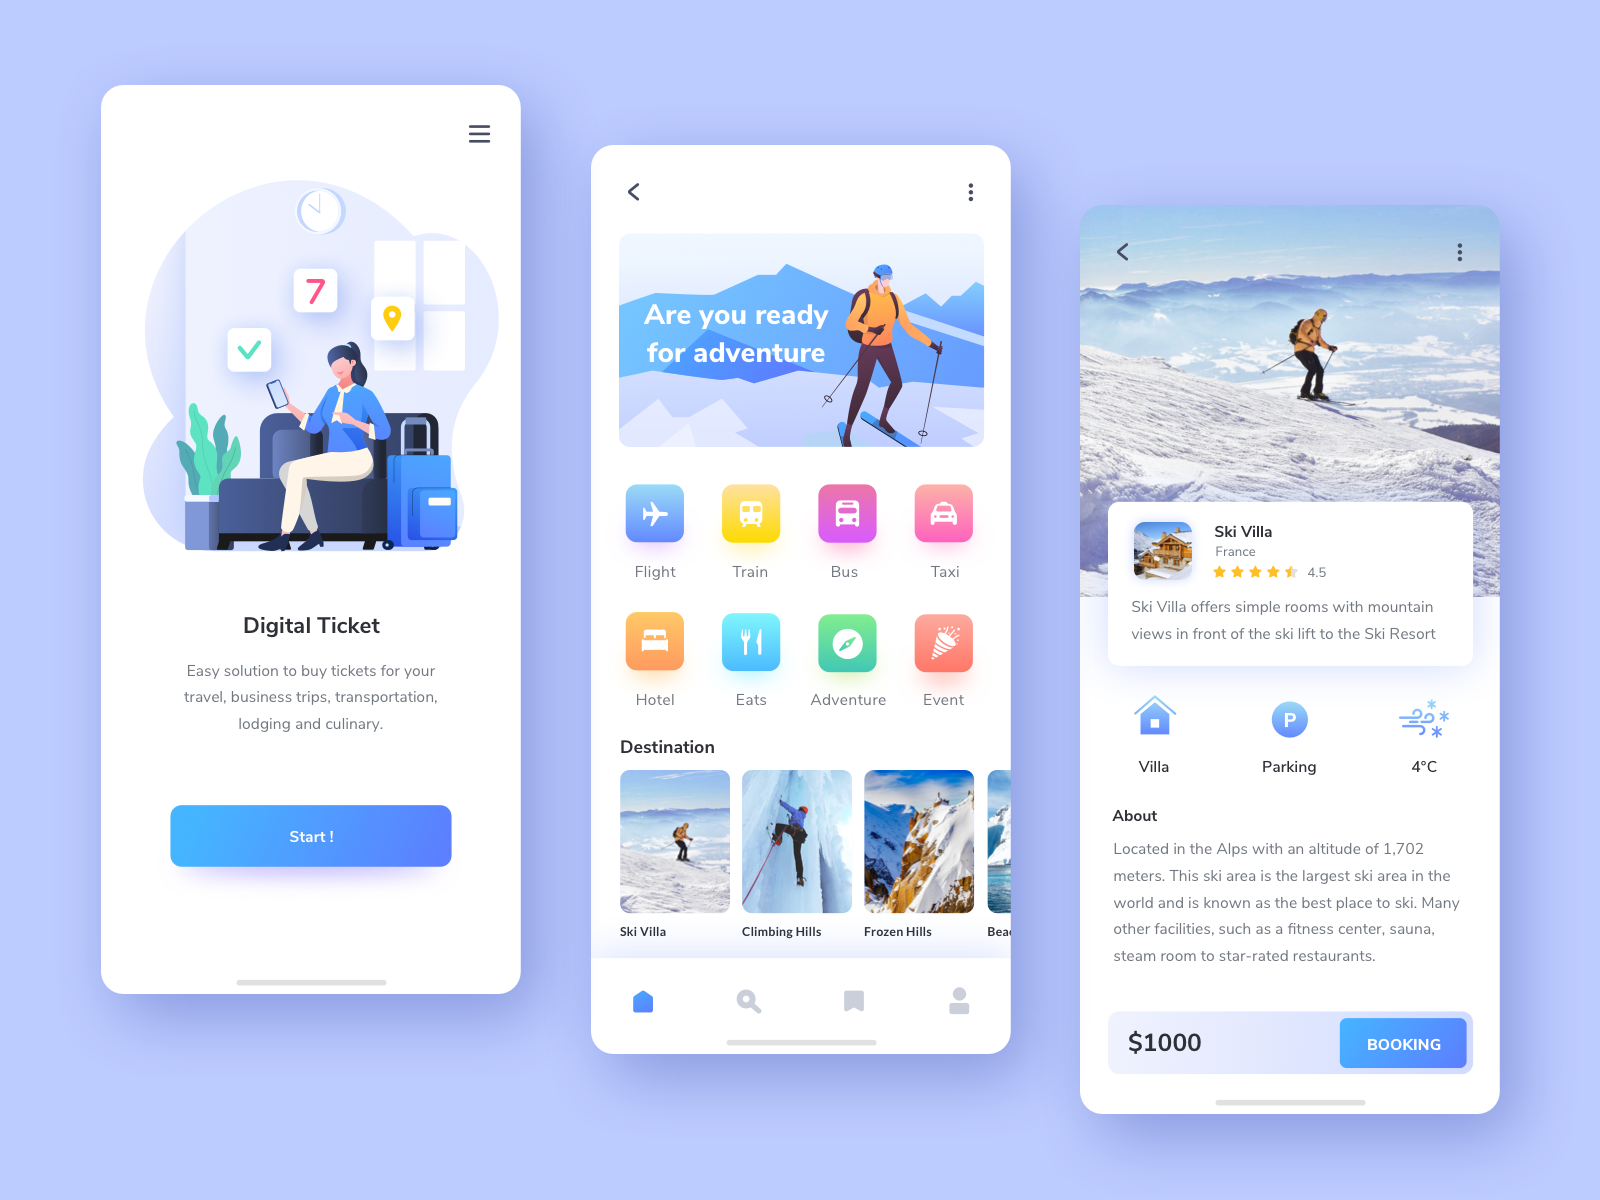 7
Digital Ticket
Easy solution to buy tickets for your
travel, business trips, transportation,
lodging and culinary.
Start !
Are you ready
for adventure
Flight
Train
Bus
Taxi
Hotel
Eats
Adventure
Event
Destination
Ski Villa
Climbing Hills
Frozen Hills
Beac
Ski Villa
France
4.5
Ski Villa offers simple rooms with mountain
views in front of the ski lift to the Ski Resort
P
Villa
Parking
4°C
About
Located in the Alps with an altitude of 1,702
meters. This ski area is the largest ski area in the
world and is known as the best place to ski. Many
other facilities, such as a fitness center, sauna,
steam room to star-rated restaurants.
$1000
BOOKING